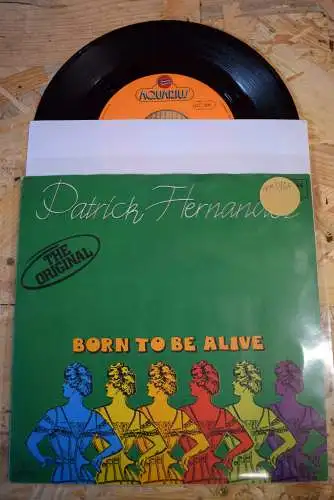 AQUARIUS
Patrick Hernandez
THE
ORIGINAL
BORN TO BE ALIVE